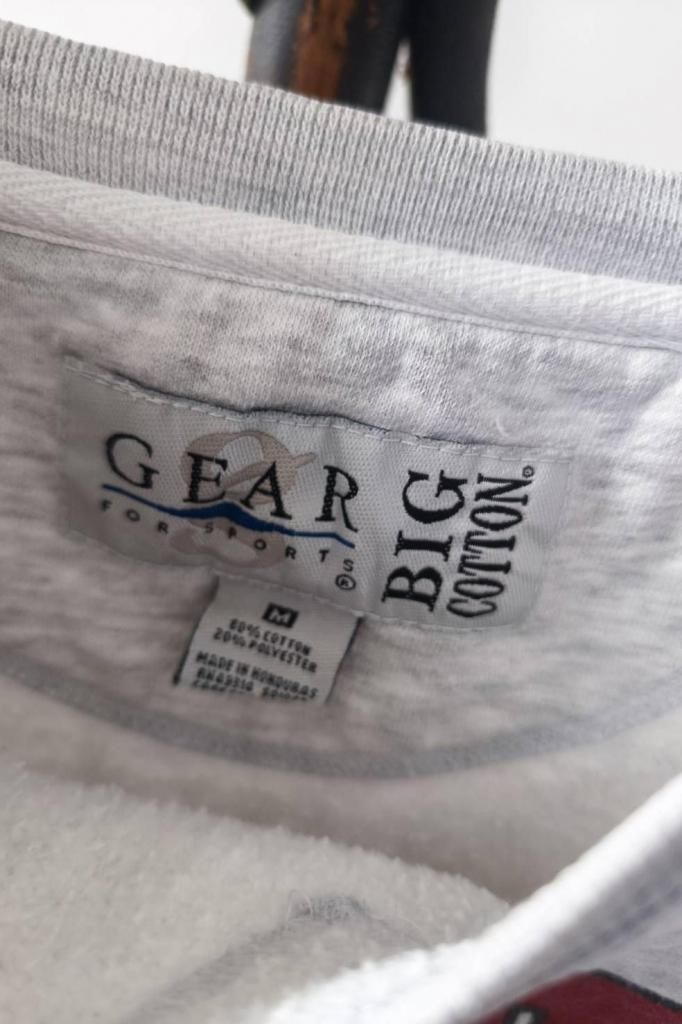 GEAR
FOR SPORTS®
BIG
COTTON®
M
80% COTTON
20% POLYESTER
MADE IN HONDURAS